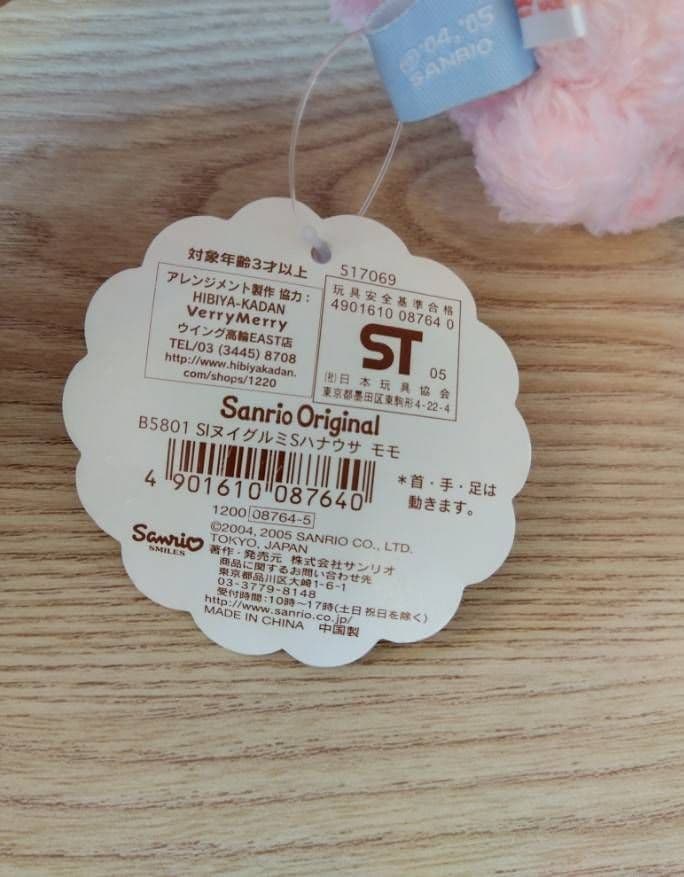 ©'04,'05
SANRIO
対象年齢3才以上
S17069
アレンジメント製作 協力：
HIBIYA-KADAN
VerryMerry
ウイング高輪EAST店
TEL/03 (3445) 8708
http://www.hibiyakadan.
com/shops/1220
玩具安全基準合格
4901610 08764 0
ST 05
(社)日本玩具協会
東京都墨田区東駒形4-22-4
Sanrio Original
B5801 SIヌイグルミSハナウサ モモ
4 901610 087640
＊首・手・足は
動きます。
1200 08764-5
Sanrio
SMILES
©2004, 2005 SANRIO CO., LTD.
TOKYO, JAPAN
著作・発売元 株式会社サンリオ
商品に関するお問い合わせ先
東京都品川区大崎1-6-1
03-3779-8148
受付時間：10時～17時(土日 祝日を除く)
http://www.sanrio.co.jp/
MADE IN CHINA 中国製